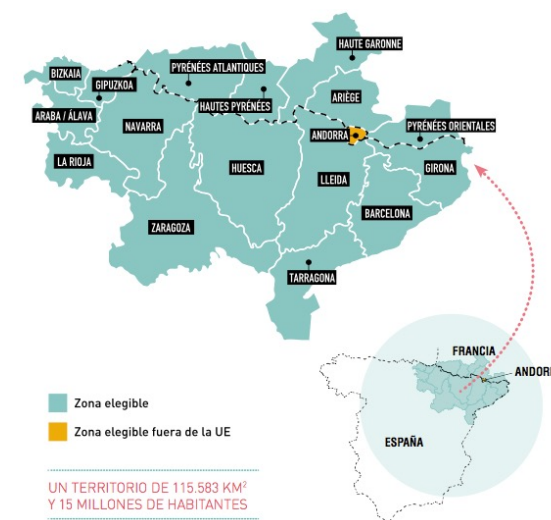 HAUTE GARONNE
PYRÉNÉES ATLANTIQUES
BIZKAIA
GIPUZKOA
HAUTES PYRÉNÉES
ARIÈGE
ARABA / ÁLAVA
NAVARRA
ANDORRA
PYRÉNÉES ORIENTALES
LA RIOJA
HUESCA
LLEIDA
GIRONA
BARCELONA
ZARAGOZA
TARRAGONA
FRANCIA
ANDORR
ESPAÑA
Zona elegible
Zona elegible fuera de la UE
UN TERRITORIO DE 115.583 KM²
Y 15 MILLONES DE HABITANTES